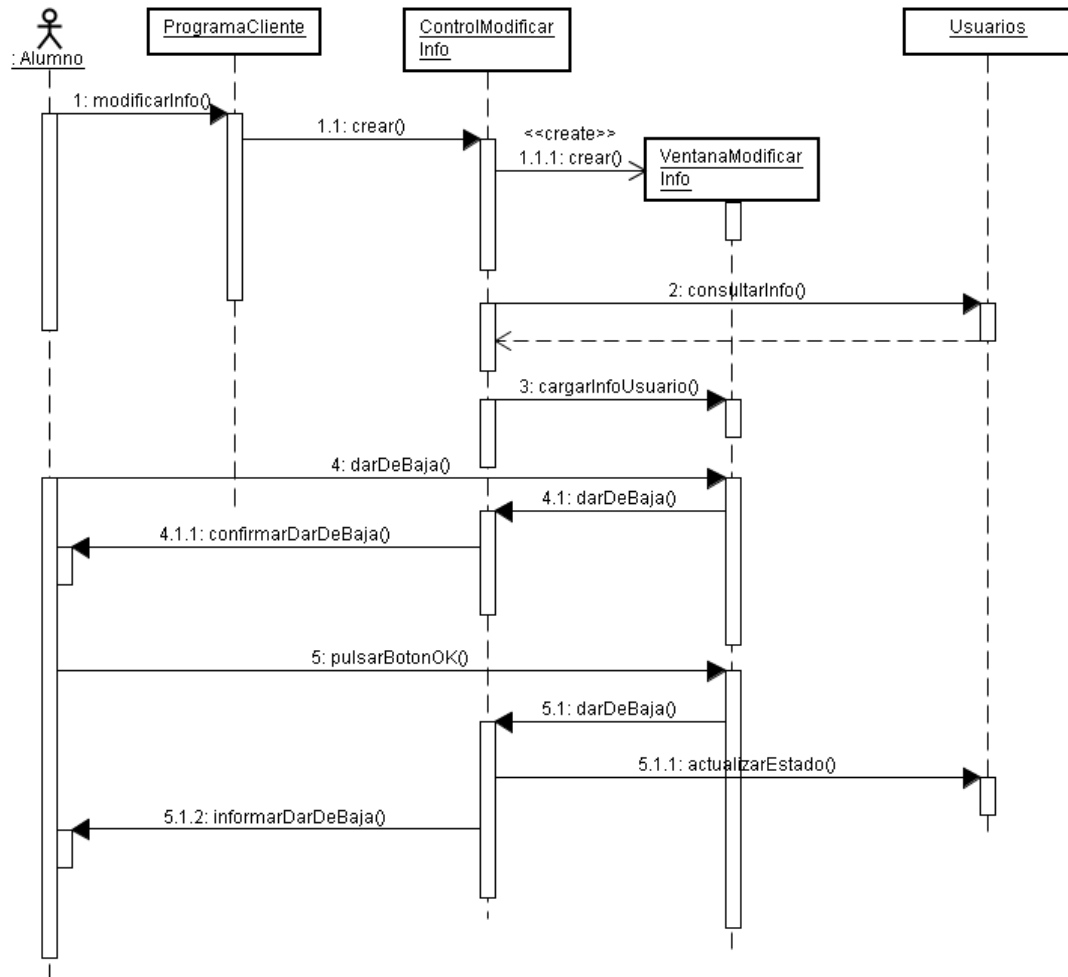 : Alumno
ProgramaCliente
ControlModificar
Info
Usuarios
1: modificarInfo()
1.1: crear()
<<create>>
1.1.1: crear()
VentanaModificar
Info
2: consultarInfo()
3: cargarInfoUsuario()
4: darDeBaja()
4.1: darDeBaja()
4.1.1: confirmarDarDeBaja()
5: pulsarBotonOK()
5.1: darDeBaja()
5.1.1: actualizarEstado()
5.1.2: informarDarDeBaja()